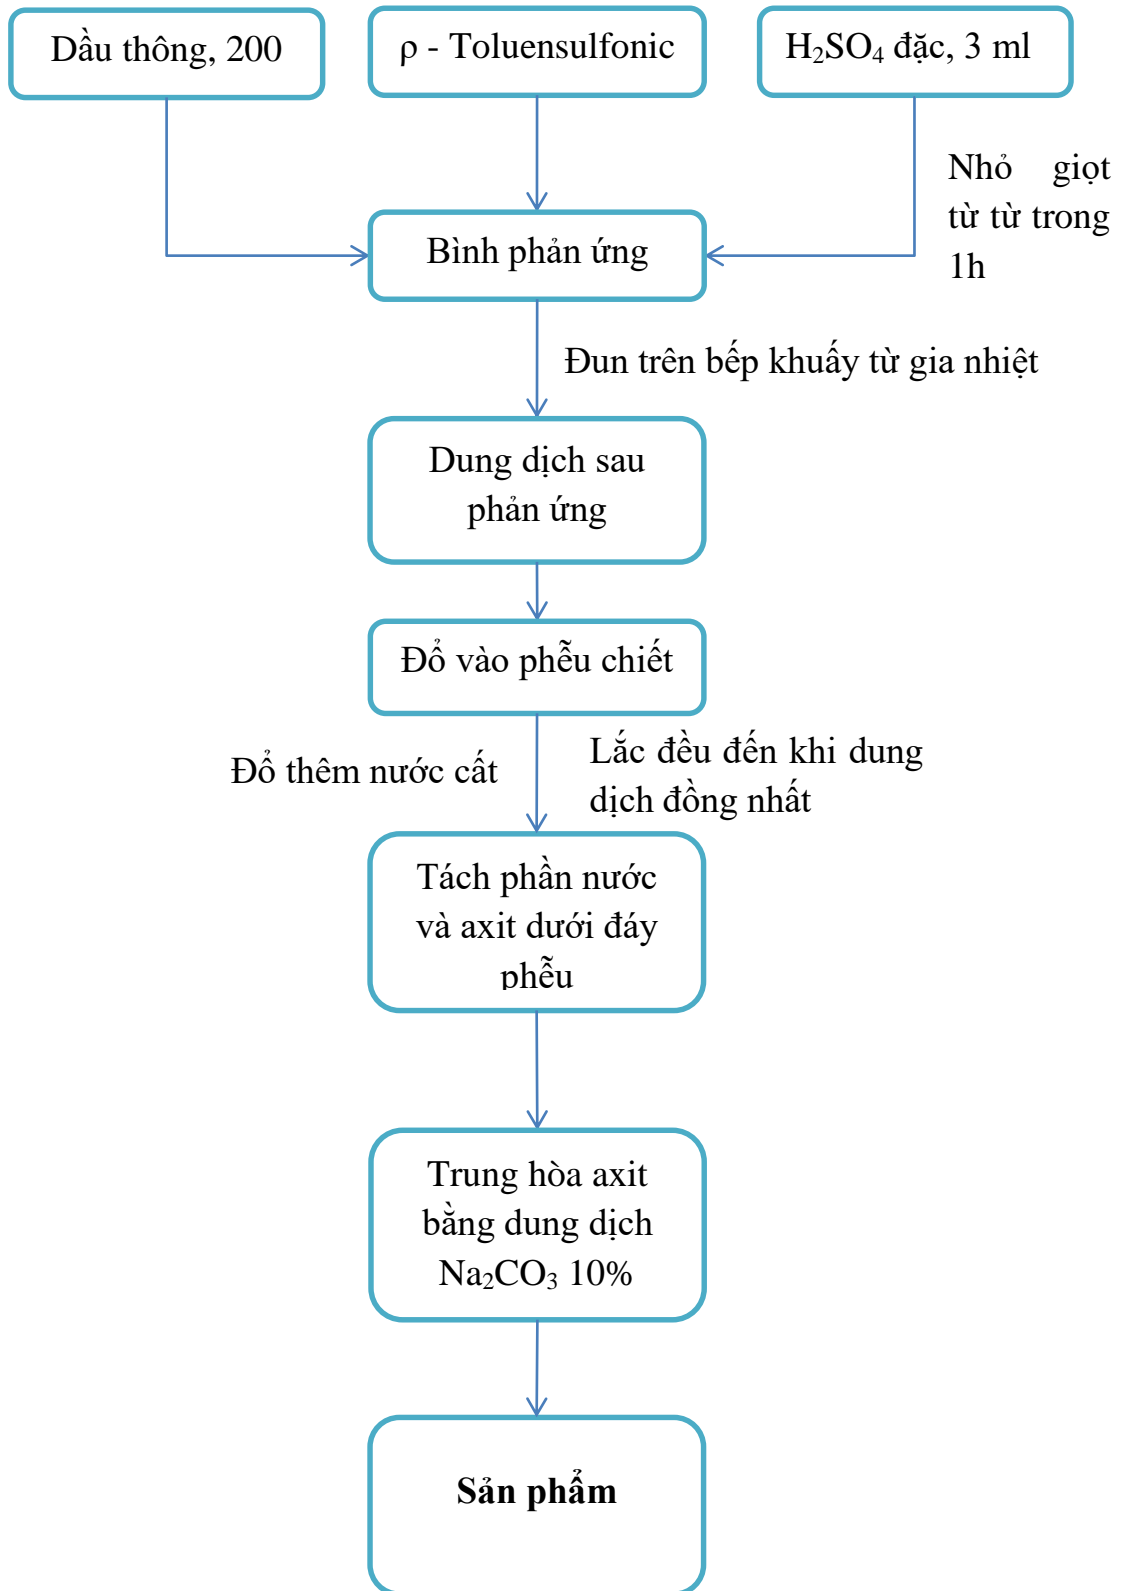 Dầu thông, 200
ρ - Toluensulfonic
H₂SO₄ đặc, 3 ml
Nhỏ giọt
từ từ trong
1h
Bình phản ứng
Đun trên bếp khuấy từ gia nhiệt
Dung dịch sau
phản ứng
Đổ vào phễu chiết
Đổ thêm nước cất
Lắc đều đến khi dung
dịch đồng nhất
Tách phần nước
và axit dưới đáy
phễu
Trung hòa axit
bằng dung dịch
Na₂CO₃ 10%
Sản phẩm